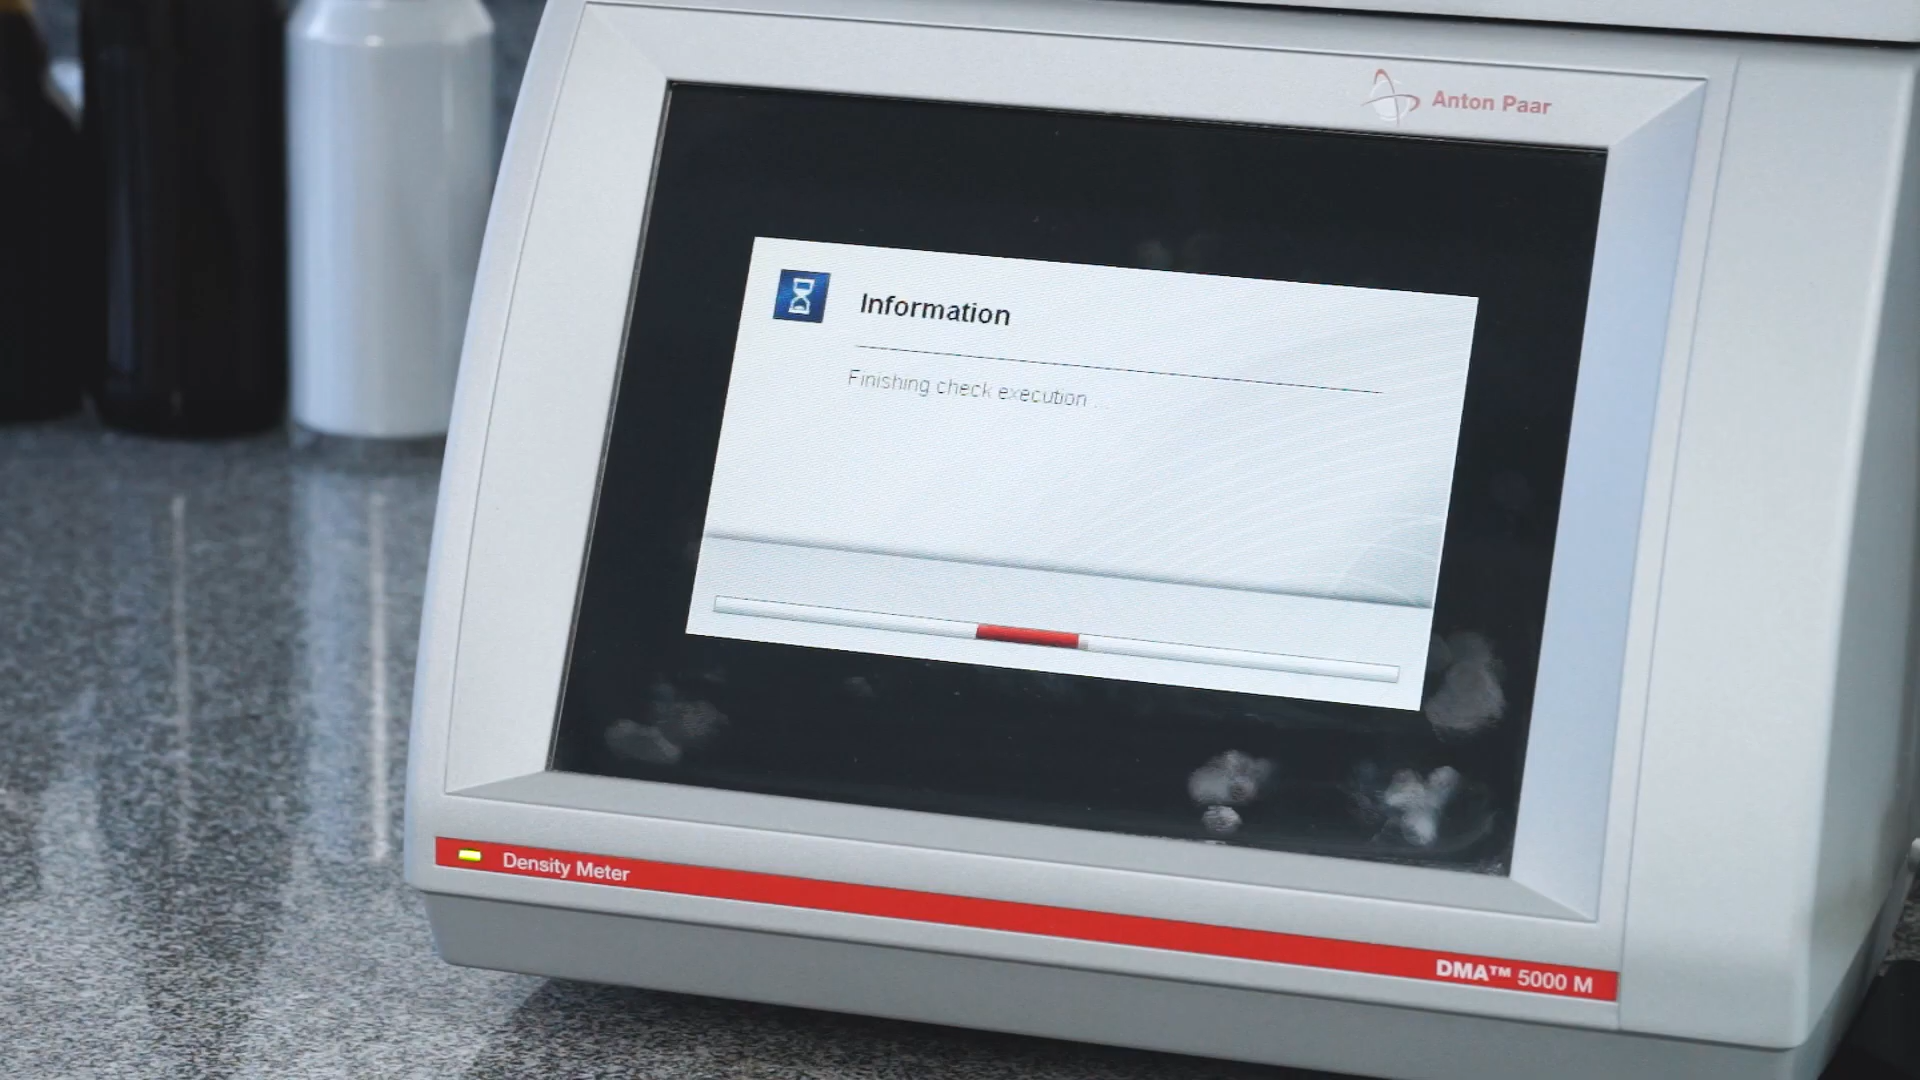 Anton Paar
Information
Finishing check execution ...
Density Meter
DMA™ 5000 M